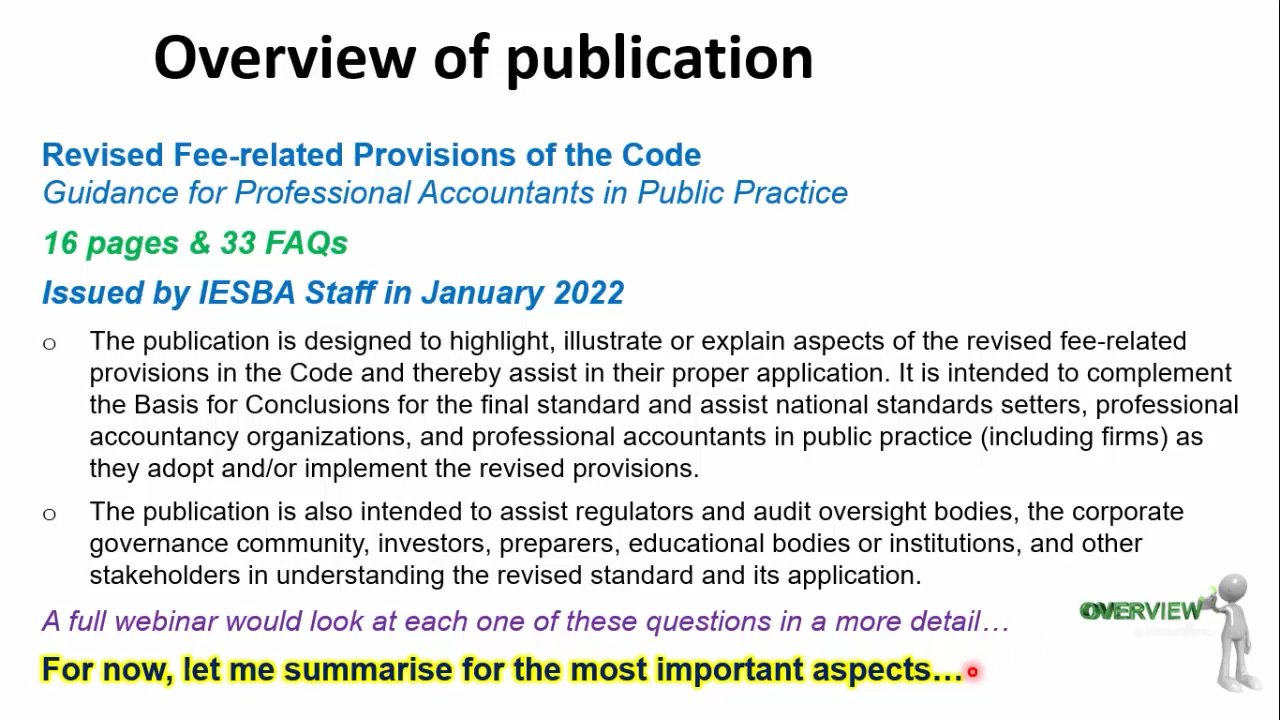 Overview of publication
Revised Fee-related Provisions of the Code
Guidance for Professional Accountants in Public Practice
16 pages & 33 FAQs
Issued by IESBA Staff in January 2022
o The publication is designed to highlight, illustrate or explain aspects of the revised fee-related
provisions in the Code and thereby assist in their proper application. It is intended to complement
the Basis for Conclusions for the final standard and assist national standards setters, professional
accountancy organizations, and professional accountants in public practice (including firms) as
they adopt and/or implement the revised provisions.
o The publication is also intended to assist regulators and audit oversight bodies, the corporate
governance community, investors, preparers, educational bodies or institutions, and other
stakeholders in understanding the revised standard and its application.
OVERVIEW
A full webinar would look at each one of these questions in a more detail…
For now, let me summarise for the most important aspects…